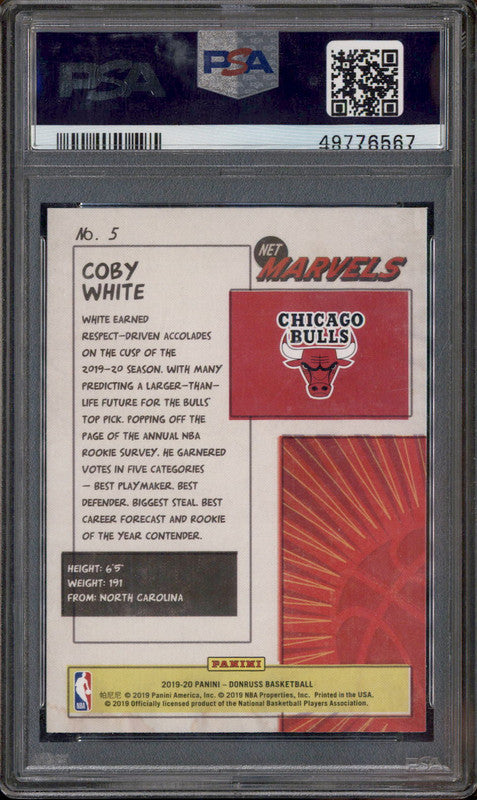 PSA
PSA
49776567
No. 5
NET
MARVELS
COBY
WHITE
CHICAGO
BULLS
WHITE EARNED
RESPECT-DRIVEN ACCOLADES
ON THE CUSP OF THE
2019-20 SEASON. WITH MANY
PREDICTING A LARGER-THAN-
LIFE FUTURE FOR THE BULLS'
TOP PICK. POPPING OFF THE
PAGE OF THE ANNUAL NBA
ROOKIE SURVEY. HE GARNERED
VOTES IN FIVE CATEGORIES
— BEST PLAYMAKER. BEST
DEFENDER. BIGGEST STEAL. BEST
CAREER FORECAST AND ROOKIE
OF THE YEAR CONTENDER.
HEIGHT: 6'5"
WEIGHT: 191
FROM: NORTH CAROLINA
PANINI
2019-20 PANINI – DONRUSS BASKETBALL
帕尼尼 © 2019 Panini America, Inc. © 2019 NBA Properties, Inc. Printed in the USA.
© 2019 Officially licensed product of the National Basketball Players Association.
NBA
PSA